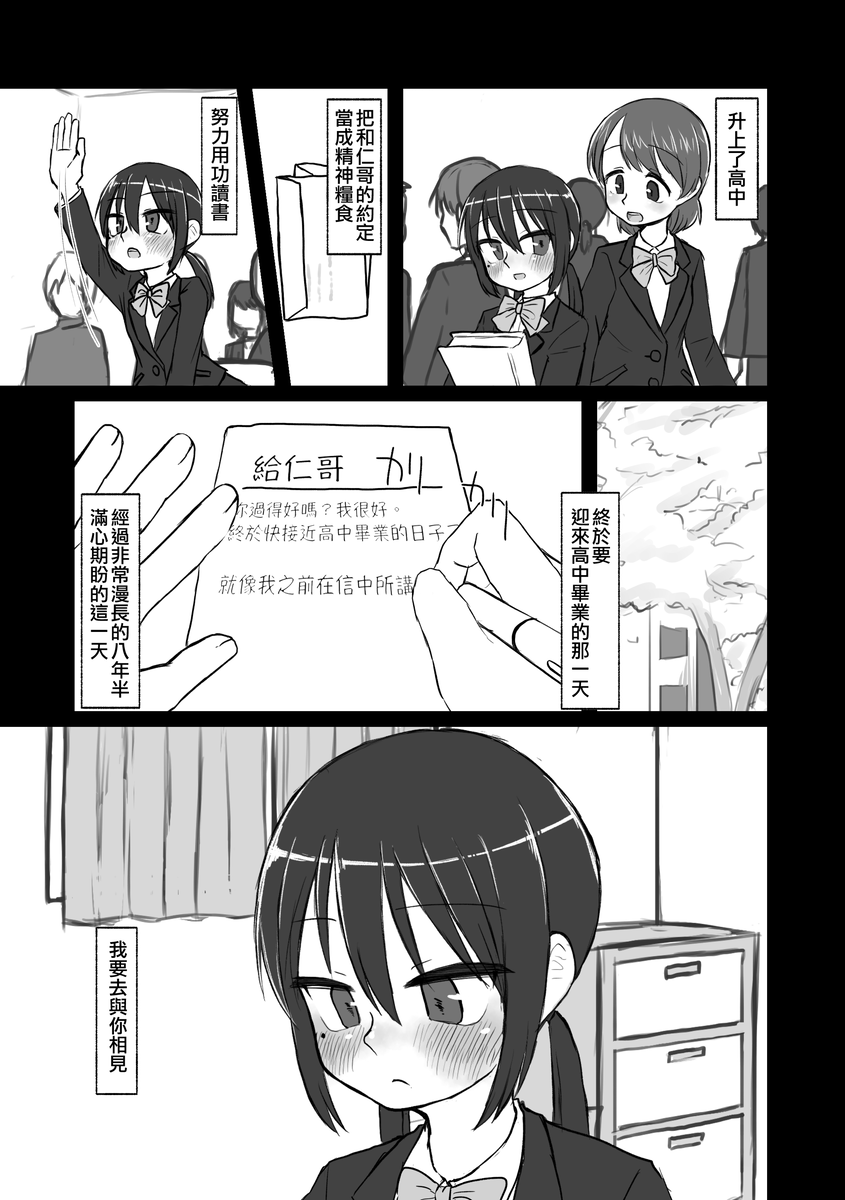 升上了高中
把和仁哥的約定
當成精神糧食
努力用功讀書
終於要
迎來高中畢業的那一天
給仁哥
你過得好嗎？我很好。
終於快接近高中畢業的日子了
就像我之前在信中所講
カリ
カリー
經過非常漫長的八年半
滿心期盼的這一天
我要去與你相見